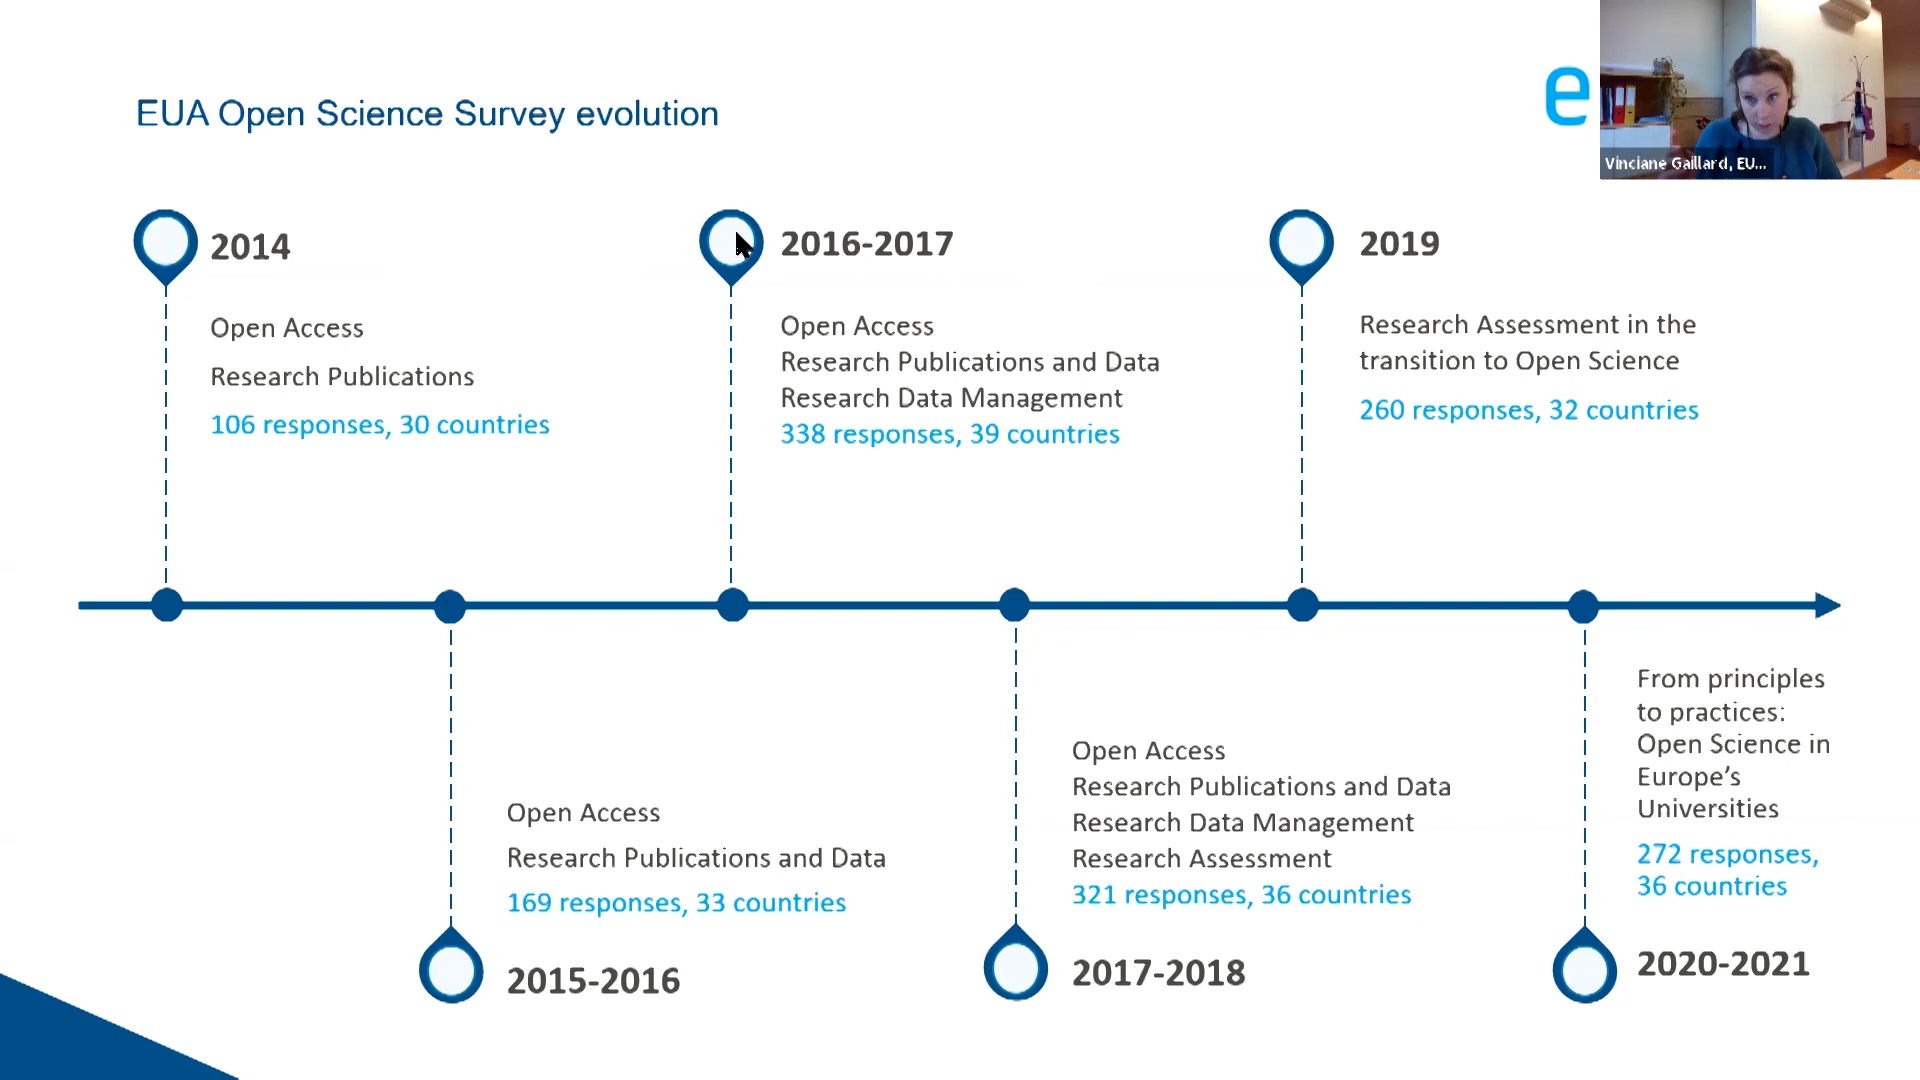 EUA Open Science Survey evolution
e
Vinciane Gaillard, EU...
2014
Open Access
Research Publications
106 responses, 30 countries
2016-2017
Open Access
Research Publications and Data
Research Data Management
338 responses, 39 countries
2019
Research Assessment in the
transition to Open Science
260 responses, 32 countries
Open Access
Research Publications and Data
169 responses, 33 countries
2015-2016
Open Access
Research Publications and Data
Research Data Management
Research Assessment
321 responses, 36 countries
2017-2018
From principles
to practices:
Open Science in
Europe’s
Universities
272 responses,
36 countries
2020-2021